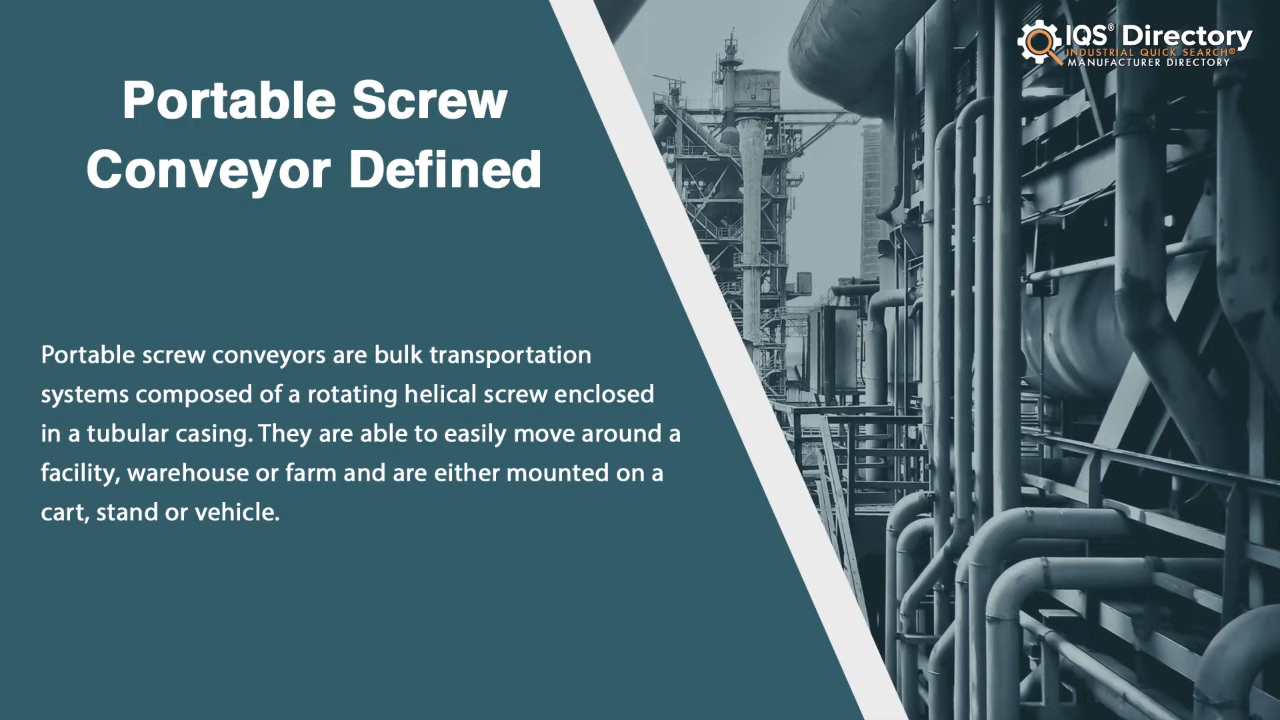 IQS® Directory
INDUSTRIAL QUICK SEARCH®
MANUFACTURER DIRECTORY
Portable Screw
Conveyor Defined
Portable screw conveyors are bulk transportation
systems composed of a rotating helical screw enclosed
in a tubular casing. They are able to easily move around a
facility, warehouse or farm and are either mounted on a
cart, stand or vehicle.